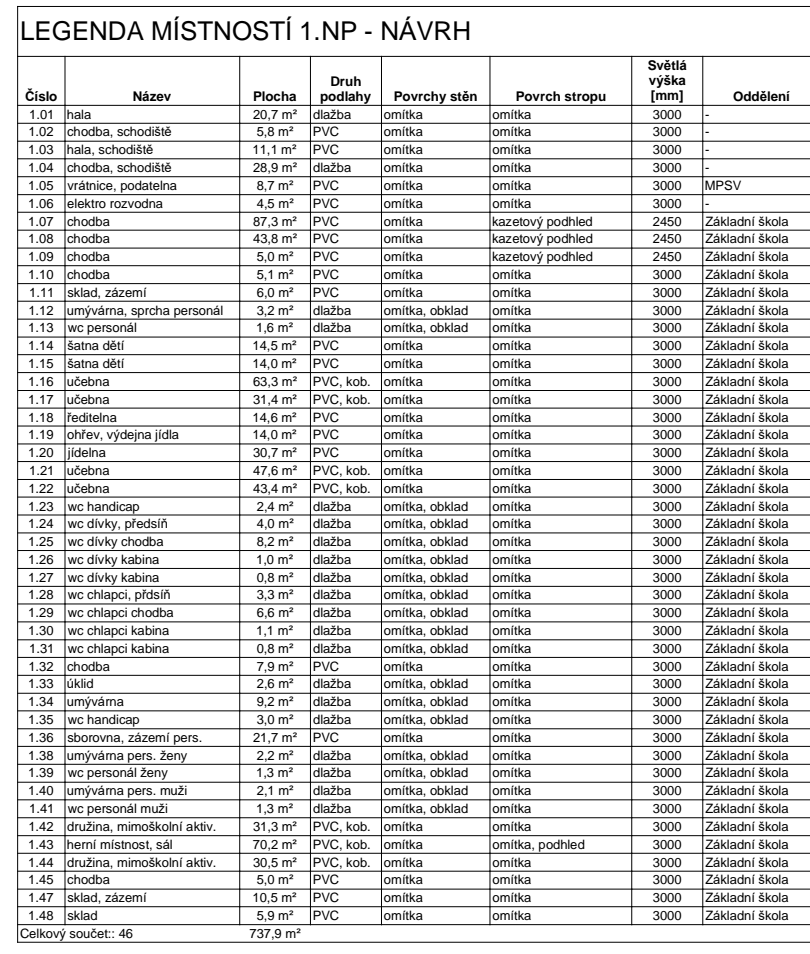 LEGENDA MÍSTNOSTÍ 1.NP - NÁVRH
Číslo Název Plocha Druh podlahy Povrchy stěn Povrch stropu Světlá výška [mm] Oddělení
1.01 hala 20,7 m² dlažba omítka omítka 3000 -
1.02 chodba, schodiště 5,8 m² PVC omítka omítka 3000 -
1.03 hala, schodiště 11,1 m² PVC omítka omítka 3000 -
1.04 chodba, schodiště 28,9 m² dlažba omítka omítka 3000 -
1.05 vrátnice, podatelna 8,7 m² PVC omítka omítka 3000 MPSV
1.06 elektro rozvodna 4,5 m² PVC omítka omítka 3000 -
1.07 chodba 87,3 m² PVC omítka kazetový podhled 2450 Základní škola
1.08 chodba 43,8 m² PVC omítka kazetový podhled 2450 Základní škola
1.09 chodba 5,0 m² PVC omítka kazetový podhled 2450 Základní škola
1.10 chodba 5,1 m² PVC omítka omítka 3000 Základní škola
1.11 sklad, zázemí 6,0 m² PVC omítka omítka 3000 Základní škola
1.12 umývárna, sprcha personál 3,2 m² dlažba omítka, obklad omítka 3000 Základní škola
1.13 wc personál 1,6 m² dlažba omítka, obklad omítka 3000 Základní škola
1.14 šatna dětí 14,5 m² PVC omítka omítka 3000 Základní škola
1.15 šatna dětí 14,0 m² PVC omítka omítka 3000 Základní škola
1.16 učebna 63,3 m² PVC, kob. omítka omítka 3000 Základní škola
1.17 učebna 31,4 m² PVC, kob. omítka omítka 3000 Základní škola
1.18 ředitelna 14,6 m² PVC omítka omítka 3000 Základní škola
1.19 ohřev, výdejna jídla 14,0 m² PVC omítka omítka 3000 Základní škola
1.20 jídelna 30,7 m² PVC omítka omítka 3000 Základní škola
1.21 učebna 47,6 m² PVC, kob. omítka omítka 3000 Základní škola
1.22 učebna 43,4 m² PVC, kob. omítka omítka 3000 Základní škola
1.23 wc handicap 2,4 m² dlažba omítka, obklad omítka 3000 Základní škola
1.24 wc dívky, předsíň 4,0 m² dlažba omítka, obklad omítka 3000 Základní škola
1.25 wc dívky chodba 8,2 m² dlažba omítka, obklad omítka 3000 Základní škola
1.26 wc dívky kabina 1,0 m² dlažba omítka, obklad omítka 3000 Základní škola
1.27 wc dívky kabina 0,8 m² dlažba omítka, obklad omítka 3000 Základní škola
1.28 wc chlapci, přdsíň 3,3 m² dlažba omítka, obklad omítka 3000 Základní škola
1.29 wc chlapci chodba 6,6 m² dlažba omítka, obklad omítka 3000 Základní škola
1.30 wc chlapci kabina 1,1 m² dlažba omítka, obklad omítka 3000 Základní škola
1.31 wc chlapci kabina 0,8 m² dlažba omítka, obklad omítka 3000 Základní škola
1.32 chodba 7,9 m² PVC omítka omítka 3000 Základní škola
1.33 úklid 2,6 m² dlažba omítka, obklad omítka 3000 Základní škola
1.34 umývárna 9,2 m² dlažba omítka, obklad omítka 3000 Základní škola
1.35 wc handicap 3,0 m² dlažba omítka, obklad omítka 3000 Základní škola
1.36 sborovna, zázemí pers. 21,7 m² PVC omítka omítka 3000 Základní škola
1.38 umývárna pers. ženy 2,2 m² dlažba omítka, obklad omítka 3000 Základní škola
1.39 wc personál ženy 1,3 m² dlažba omítka, obklad omítka 3000 Základní škola
1.40 umývárna pers. muži 2,1 m² dlažba omítka, obklad omítka 3000 Základní škola
1.41 wc personál muži 1,3 m² dlažba omítka, obklad omítka 3000 Základní škola
1.42 družina, mimoškolní aktiv. 31,3 m² PVC, kob. omítka omítka 3000 Základní škola
1.43 herní místnost, sál 70,2 m² PVC, kob. omítka omítka, podhled 3000 Základní škola
1.44 družina, mimoškolní aktiv. 30,5 m² PVC, kob. omítka omítka 3000 Základní škola
1.45 chodba 5,0 m² PVC omítka omítka 3000 Základní škola
1.47 sklad, zázemí 10,5 m² PVC omítka omítka 3000 Základní škola
1.48 sklad 5,9 m² PVC omítka omítka 3000 Základní škola
Celkový součet:: 46 737,9 m²